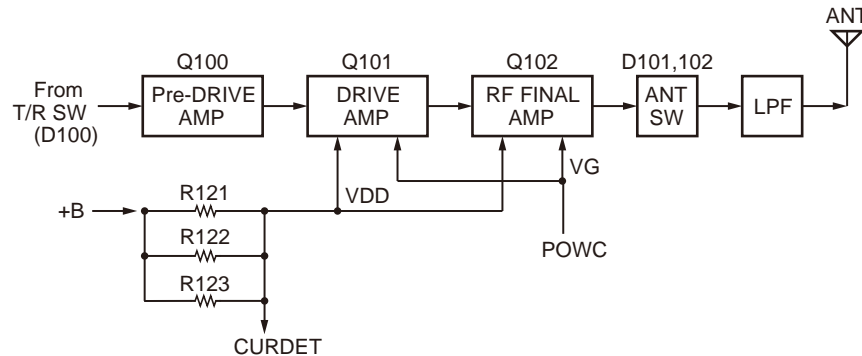 ANT
Q100
Q101
Q102
D101,102
From
T/R SW
(D100)
Pre-DRIVE
AMP
DRIVE
AMP
RF FINAL
AMP
ANT
SW
LPF
VG
R121
+B
VDD
R122
POWC
R123
CURDET